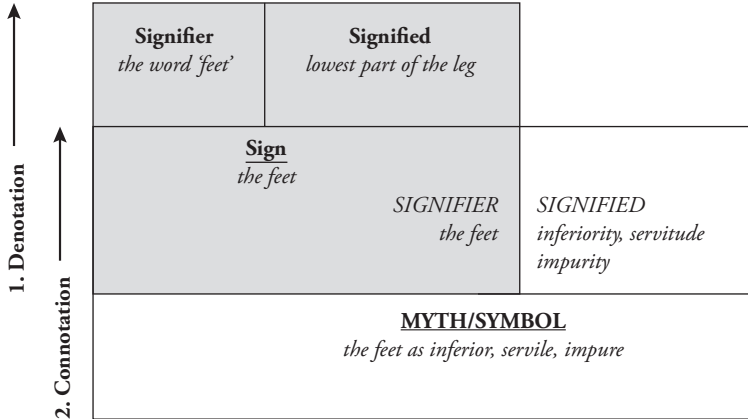 Signifier
the word ‘feet’
Signified
lowest part of the leg
Sign
the feet
SIGNIFIER
the feet
SIGNIFIED
inferiority, servitude
impurity
MYTH/SYMBOL
the feet as inferior, servile, impure
1. Denotation
2. Connotation